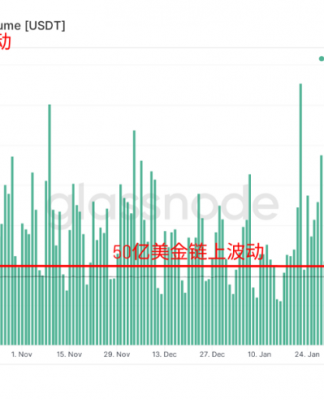 ume [USDT]
动
glassnode
50亿美金链上波动
1. Nov 15. Nov 29. Nov 13. Dec 27. Dec 10. Jan 24. Jan